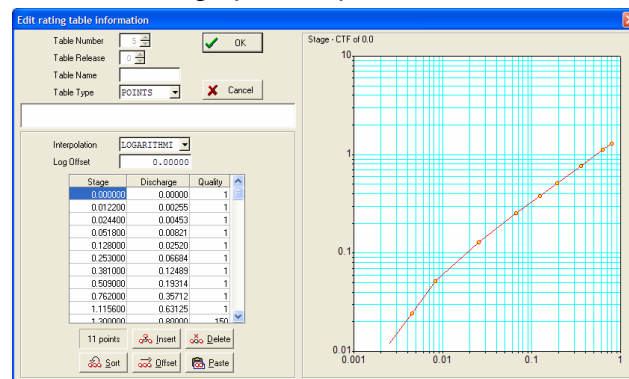 Edit rating table information
Table Number 5
OK
Table Release 0
Table Name
Table Type POINTS
Cancel
Interpolation LOGARITHMI
Log Offset 0.00000
Stage Discharge Quality
0.000000 0.00000 1
0.012200 0.00255 1
0.024400 0.00453 1
0.051800 0.00821 1
0.128000 0.02520 1
0.253000 0.06684 1
0.381000 0.12489 1
0.509000 0.19314 1
0.762000 0.35712 1
1.115600 0.63125 1
1.300000 0.80000 150
11 points Insert Delete
Sort Offset Paste
Stage - CTF of 0.0
10
1
0.1
0.01
0.001 0.01 0.1 1